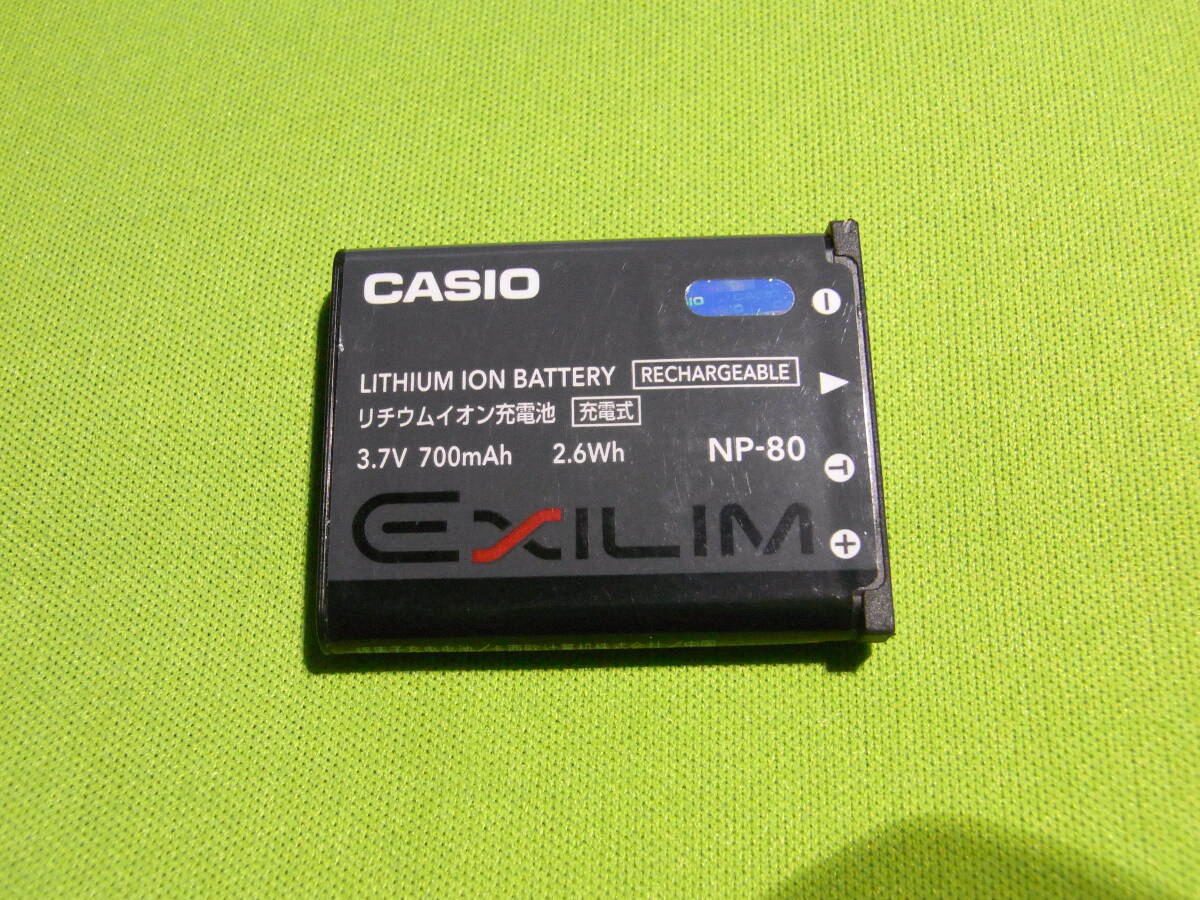 CASIO
LITHIUM ION BATTERY RECHARGEABLE
リチウムイオン充電池 充電式
3.7V 700mAh 2.6Wh NP-80
T
+
EXILIM